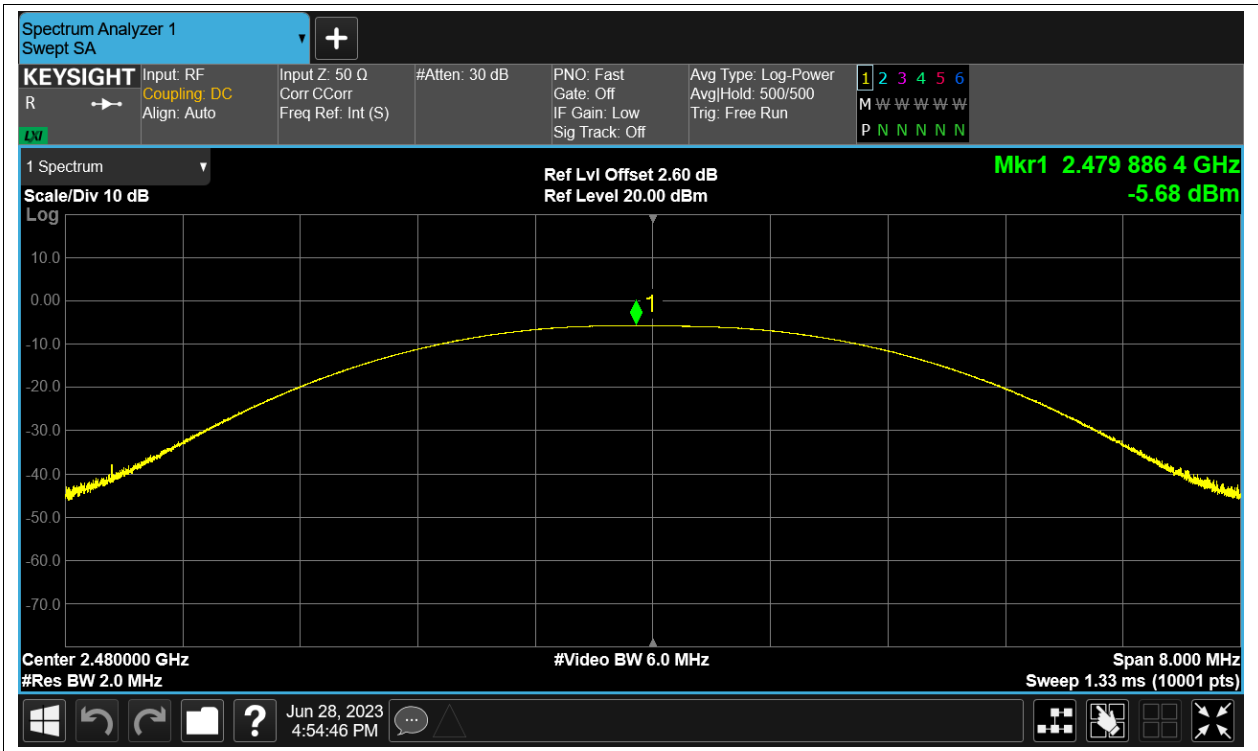 Spectrum Analyzer 1
Swept SA
KEYSIGHT
R
LXI
Input: RF
Coupling: DC
Align: Auto
Input Z: 50 Ω
Corr CCorr
Freq Ref: Int (S)
#Atten: 30 dB
PNO: Fast
Gate: Off
IF Gain: Low
Sig Track: Off
Avg Type: Log-Power
Avg|Hold: 500/500
Trig: Free Run
1 2 3 4 5 6
M W W W W W
P N N N N N
1 Spectrum
Scale/Div 10 dB
Ref Lvl Offset 2.60 dB
Ref Level 20.00 dBm
Mkr1 2.479 886 4 GHz
-5.68 dBm
Log
10.0
0.00
-10.0
-20.0
-30.0
-40.0
-50.0
-60.0
-70.0
1
Center 2.480000 GHz
#Res BW 2.0 MHz
#Video BW 6.0 MHz
Span 8.000 MHz
Sweep 1.33 ms (10001 pts)
?
Jun 28, 2023
4:54:46 PM